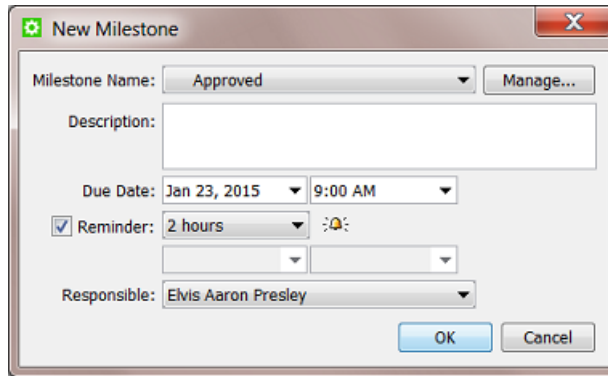 New Milestone
Milestone Name: Approved Manage...
Description:
Due Date: Jan 23, 2015 9:00 AM
Reminder: 2 hours
Responsible: Elvis Aaron Presley
OK Cancel